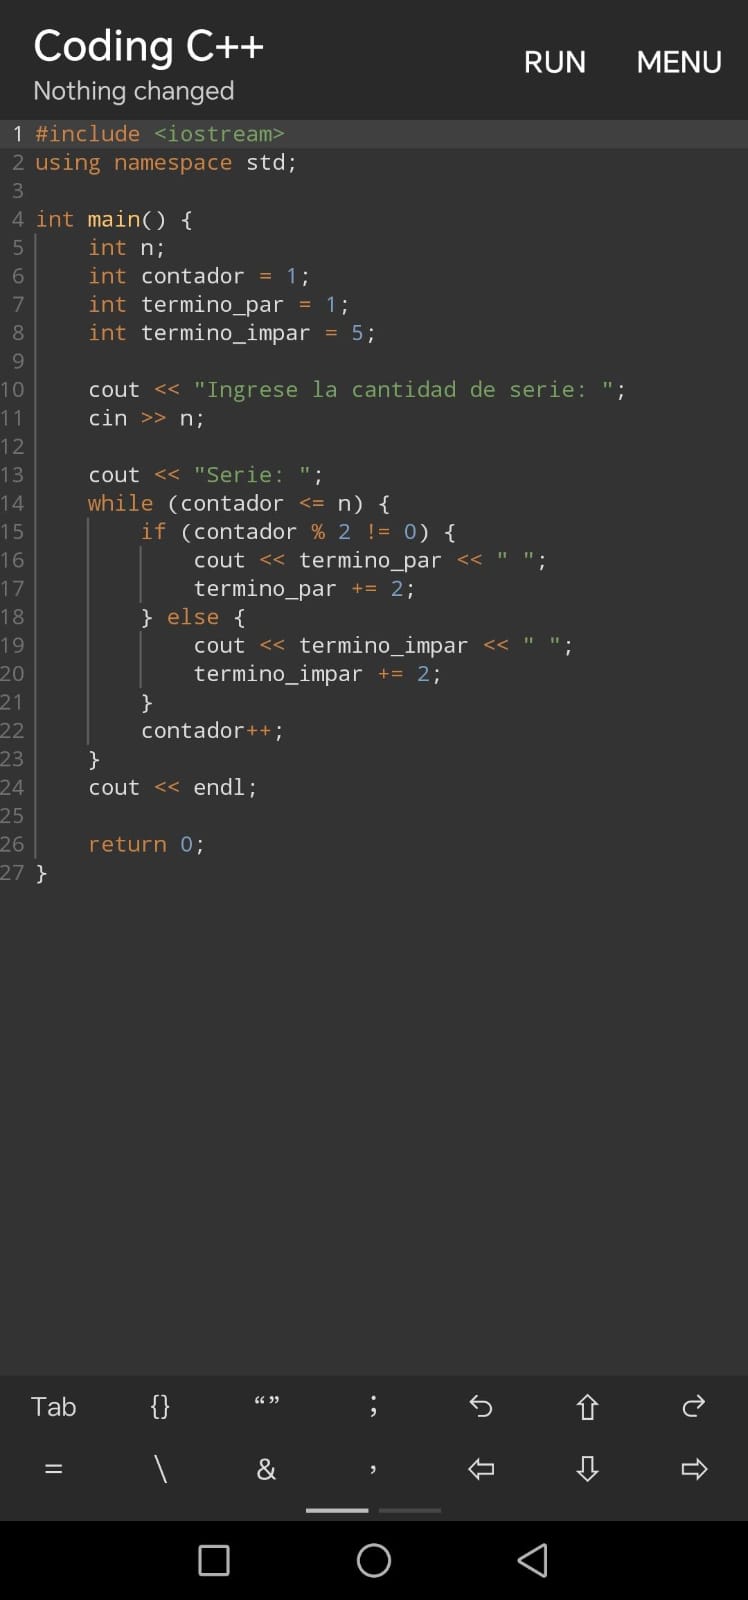 Coding C++
Nothing changed
RUN
MENU
1 #include <iostream>
2 using namespace std;
3
4 int main() {
5     int n;
6     int contador = 1;
7     int termino_par = 1;
8     int termino_impar = 5;
9
10     cout << "Ingrese la cantidad de serie: ";
11     cin >> n;
12
13     cout << "Serie: ";
14     while (contador <= n) {
15         if (contador % 2 != 0) {
16             cout << termino_par << " ";
17             termino_par += 2;
18         } else {
19             cout << termino_impar << " ";
20             termino_impar += 2;
21         }
22         contador++;
23     }
24     cout << endl;
25
26     return 0;
27 }
Tab {} “” ;
= \ & ,